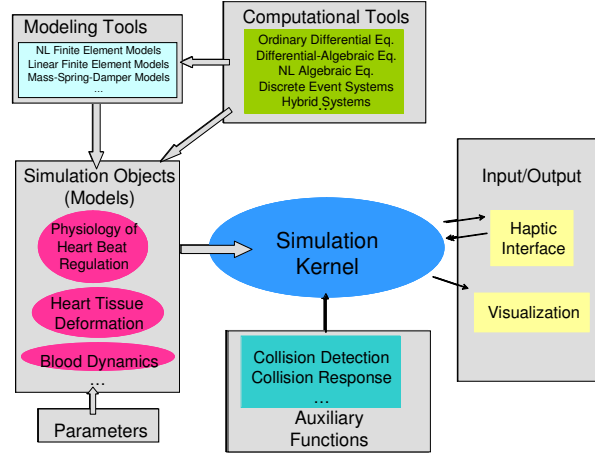 Modeling Tools
NL Finite Element Models
Linear Finite Element Models
Mass-Spring-Damper Models
...
Computational Tools
Ordinary Differential Eq.
Differential-Algebraic Eq.
NL Algebraic Eq.
Discrete Event Systems
Hybrid Systems
...
Simulation Objects
(Models)
Physiology of
Heart Beat
Regulation
Heart Tissue
Deformation
Blood Dynamics
...
Parameters
Simulation
Kernel
Collision Detection
Collision Response
...
Auxiliary
Functions
Input/Output
Haptic
Interface
Visualization